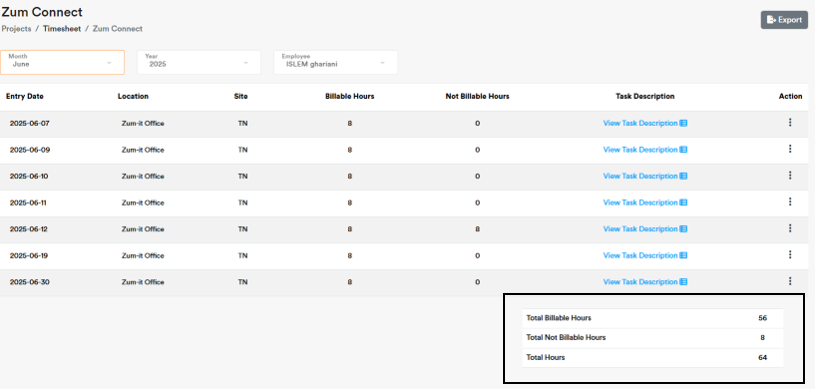 Zum Connect
Export
Projects / Timesheet / Zum Connect
Month Year Employee
June 2025 ISLEM ghariani
Entry Date Location Site Billable Hours Not Billable Hours Task Description Action
2025-06-07 Zum-it Office TN 8 0 View Task Description
2025-06-09 Zum-it Office TN 8 0 View Task Description
2025-06-10 Zum-it Office TN 8 0 View Task Description
2025-06-11 Zum-it Office TN 8 0 View Task Description
2025-06-12 Zum-it Office TN 8 8 View Task Description
2025-06-19 Zum-it Office TN 8 0 View Task Description
2025-06-30 Zum-it Office TN 8 0 View Task Description
Total Billable Hours 56
Total Not Billable Hours 8
Total Hours 64